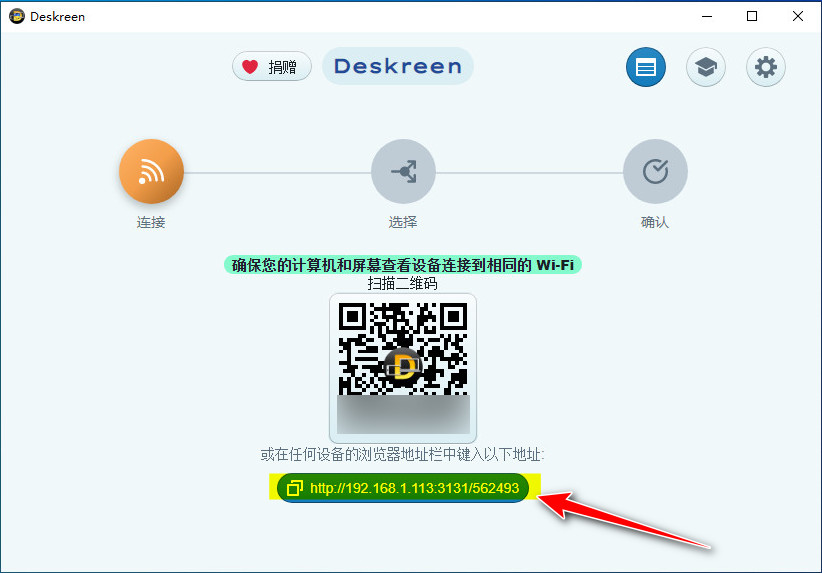 Deskreen
捐赠
Deskreen
连接
选择
确认
确保您的计算机和屏幕查看设备连接到相同的 Wi-Fi
扫描二维码
D
或在任何设备的浏览器地址栏中键入以下地址:
http://192.168.1.113:3131/562493